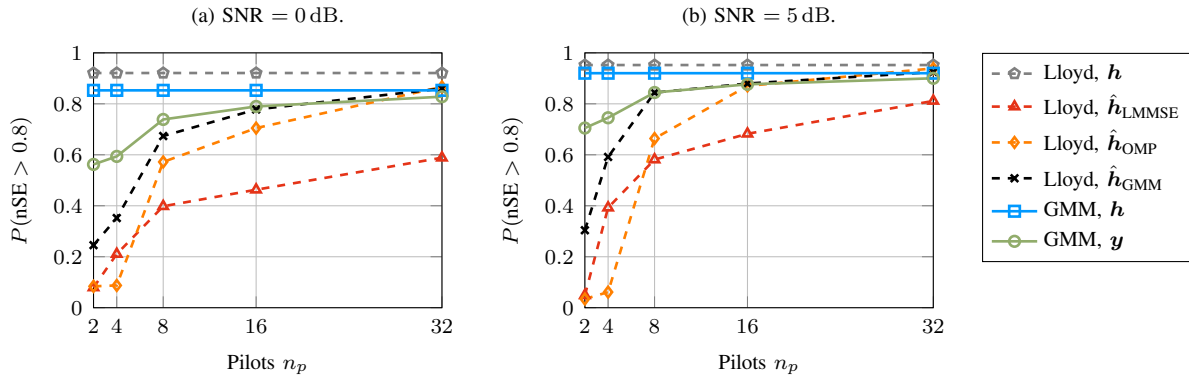 (a) SNR = 0 dB.
1
0.8
0.6
0.4
0.2
0
2 4 8 16 32
P(nSE > 0.8)
Pilots n_p
(b) SNR = 5 dB.
1
0.8
0.6
0.4
0.2
0
2 4 8 16 32
P(nSE > 0.8)
Pilots n_p
Lloyd, h
Lloyd, ĥ_LMMSE
Lloyd, ĥ_OMP
Lloyd, ĥ_GMM
GMM, h
GMM, y